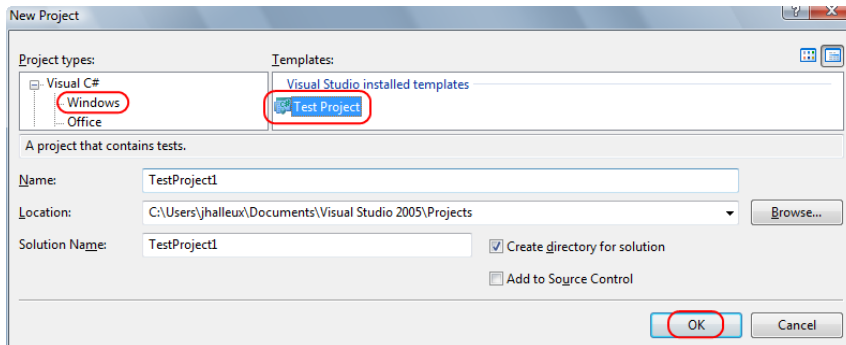 New Project
Project types:
Templates:
Visual C#
Windows
Office
Visual Studio installed templates
Test Project
A project that contains tests.
Name:
TestProject1
Location:
C:\Users\jhalleux\Documents\Visual Studio 2005\Projects
Browse...
Solution Name:
TestProject1
Create directory for solution
Add to Source Control
OK
Cancel